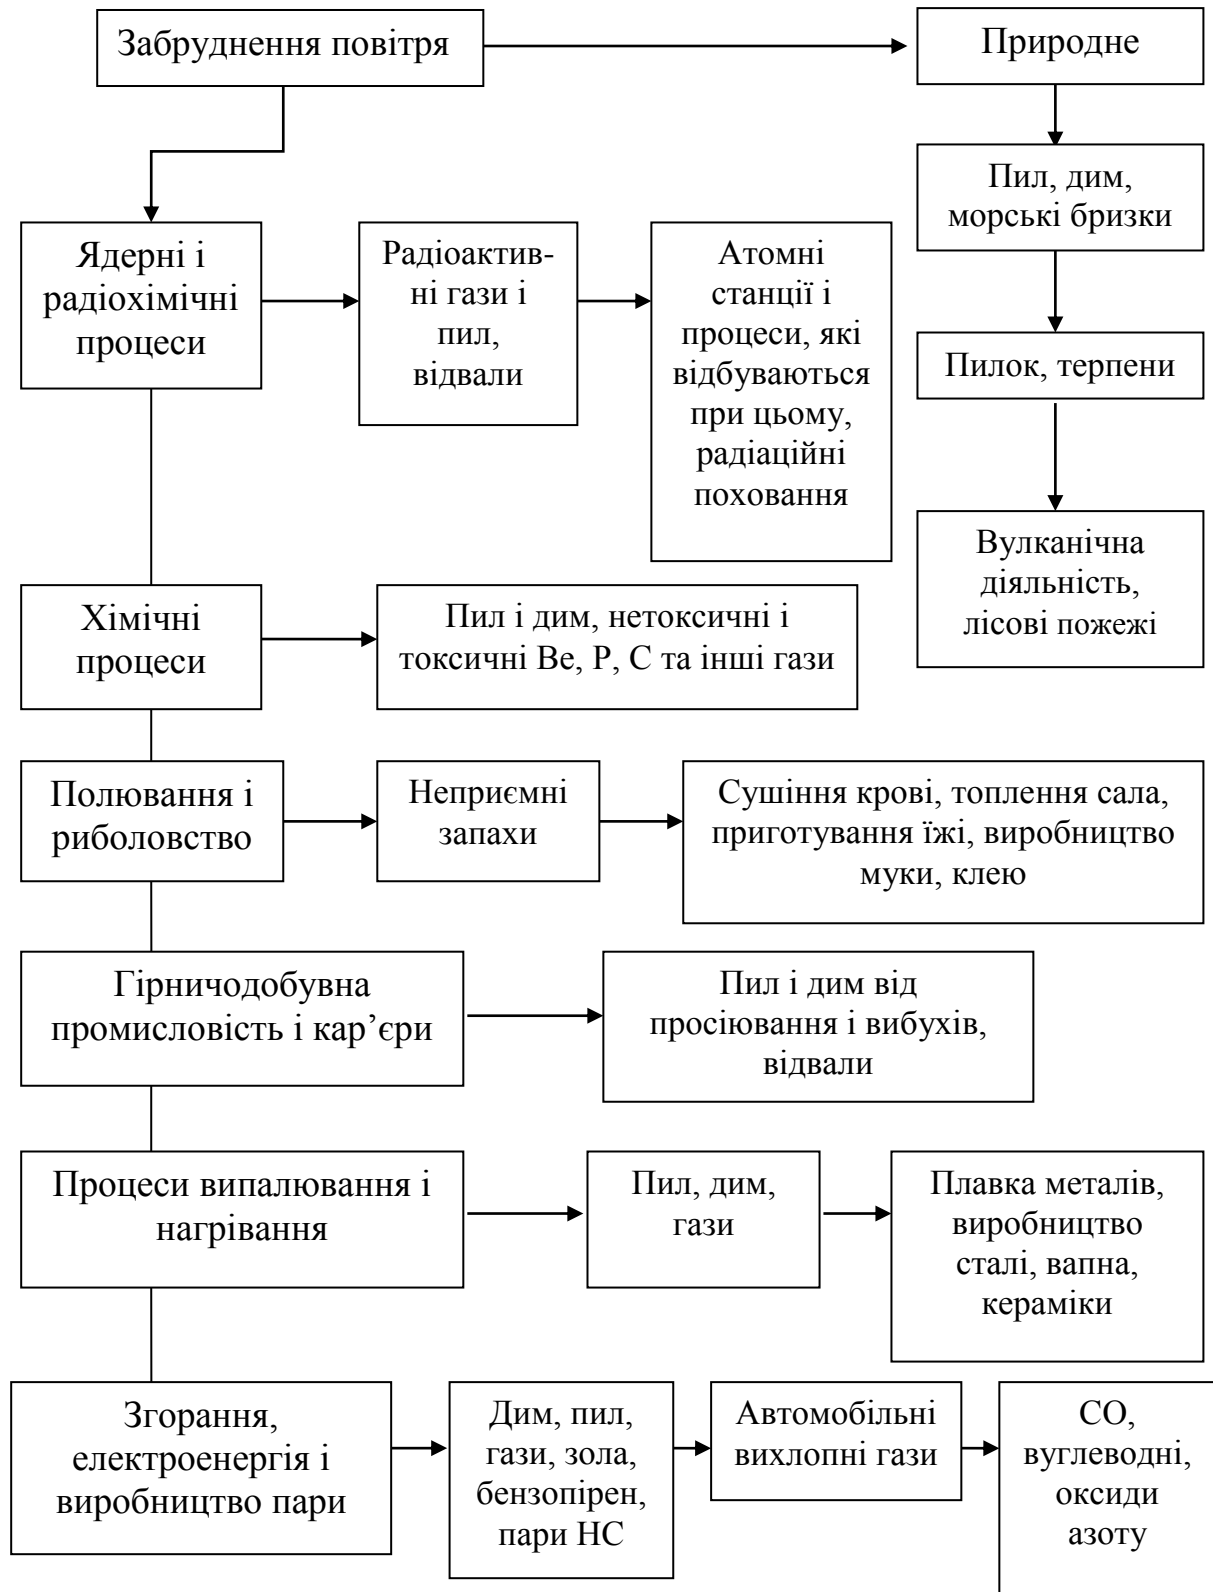 Забруднення повітря
Природне
Пил, дим,
морські бризки
Ядерні і
радіохімічні
процеси
Радіоактив-
ні гази і
пил,
відвали
Атомні
станції і
процеси, які
відбуваються
при цьому,
радіаційні
поховання
Пилок, терпени
Вулканічна
діяльність,
лісові пожежі
Хімічні
процеси
Пил і дим, нетоксичні і
токсичні Be, P, C та інші гази
Полювання і
риболовство
Неприємні
запахи
Сушіння крові, топлення сала,
приготування їжі, виробництво
муки, клею
Гірничодобувна
промисловість і кар’єри
Пил і дим від
просіювання і вибухів,
відвали
Процеси випалювання і
нагрівання
Пил, дим,
гази
Плавка металів,
виробництво
сталі, вапна,
кераміки
Згорання,
електроенергія і
виробництво пари
Дим, пил,
гази, зола,
бензопірен,
пари НС
Автомобільні
вихлопні гази
СО,
вуглеводні,
оксиди
азоту